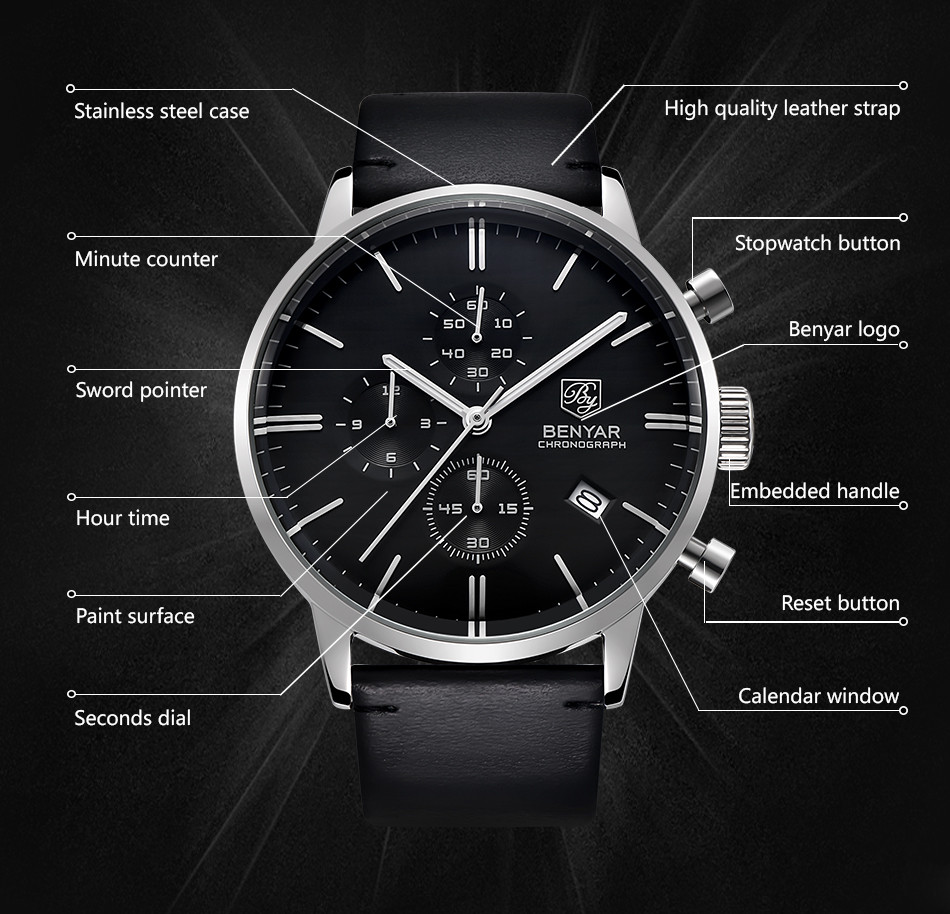 Stainless steel case
High quality leather strap
Minute counter
Stopwatch button
Benyar logo
Sword pointer
Hour time
Embedded handle
Paint surface
Reset button
Seconds dial
Calendar window
60
50 10
40 20
30
12
9 3
6
By
BENYAR
CHRONOGRAPH
60
45 15
30
8